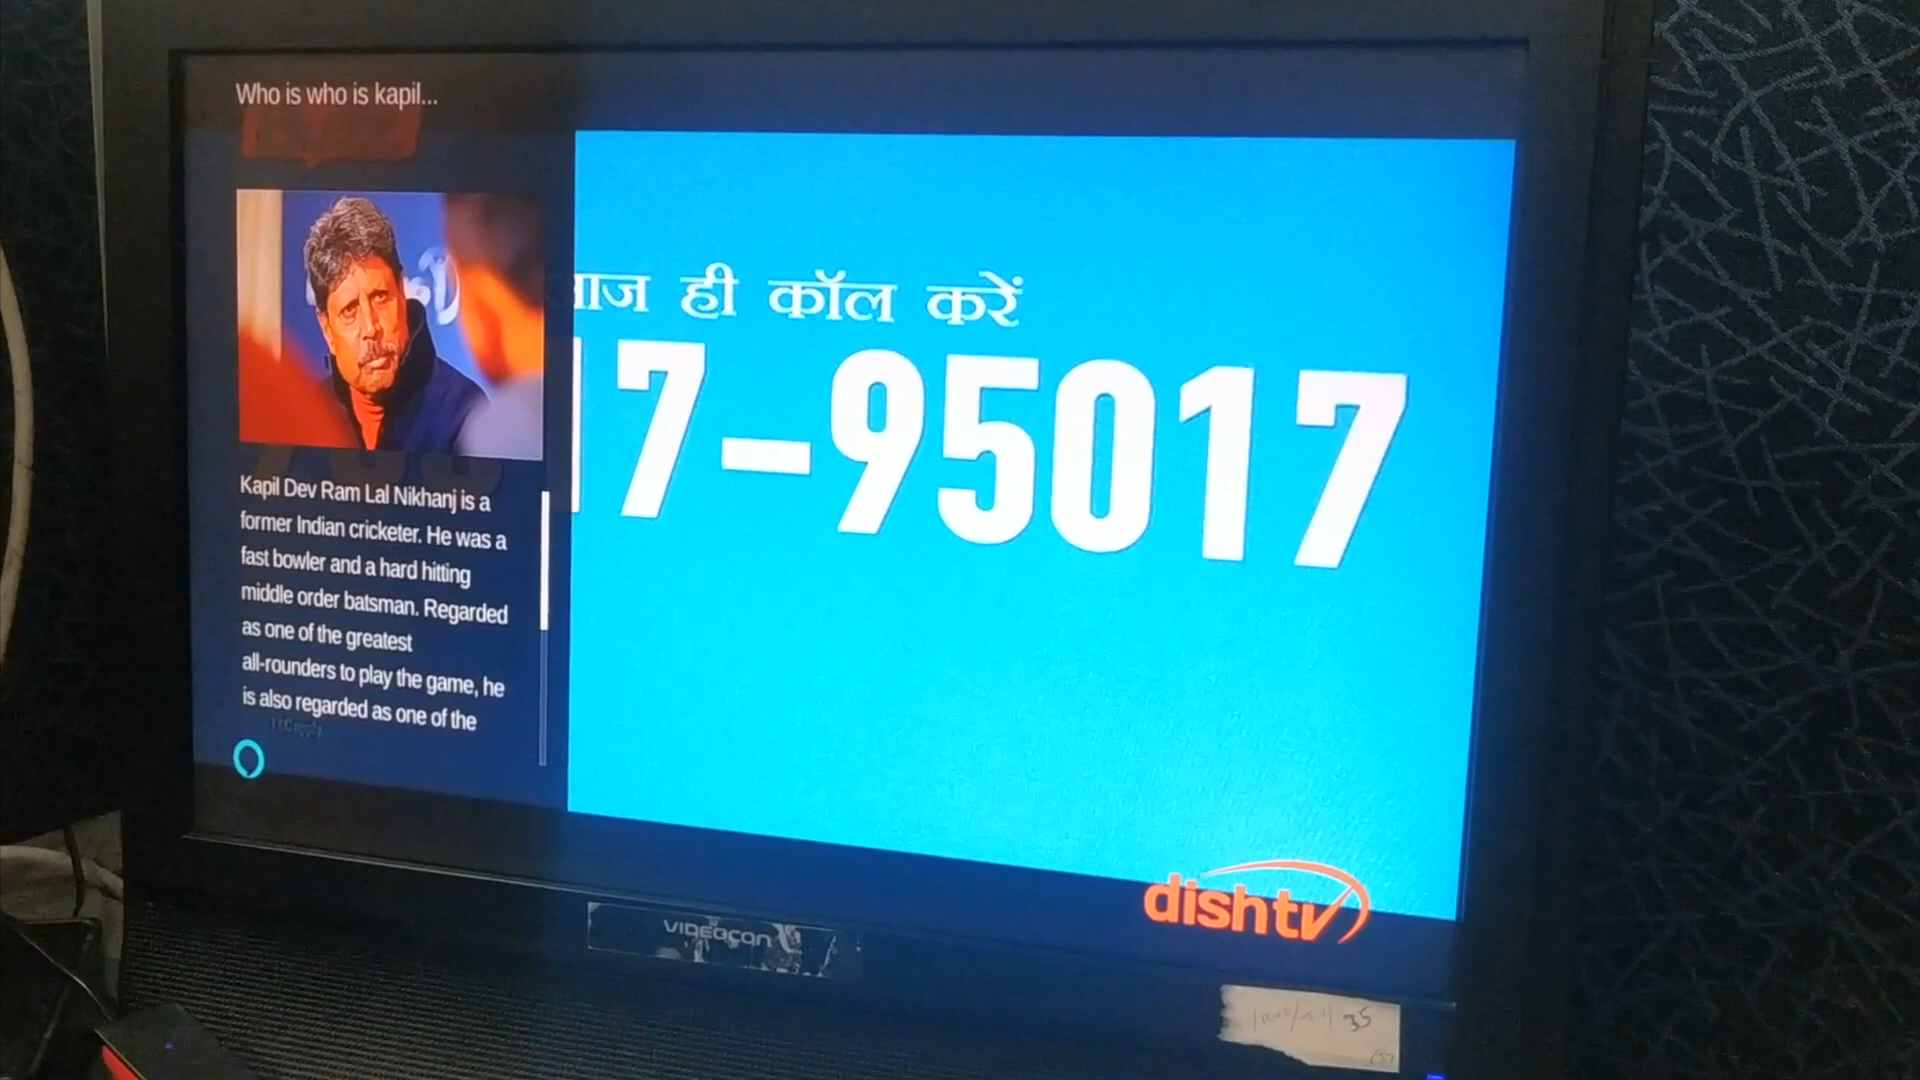 Who is who is kapil...
Kapil Dev Ram Lal Nikhanj is a
former Indian cricketer. He was a
fast bowler and a hard hitting
middle order batsman. Regarded
as one of the greatest
all-rounders to play the game, he
is also regarded as one of the
ही कॉल करें
17-95017
dishtv
VIDEOCON
35